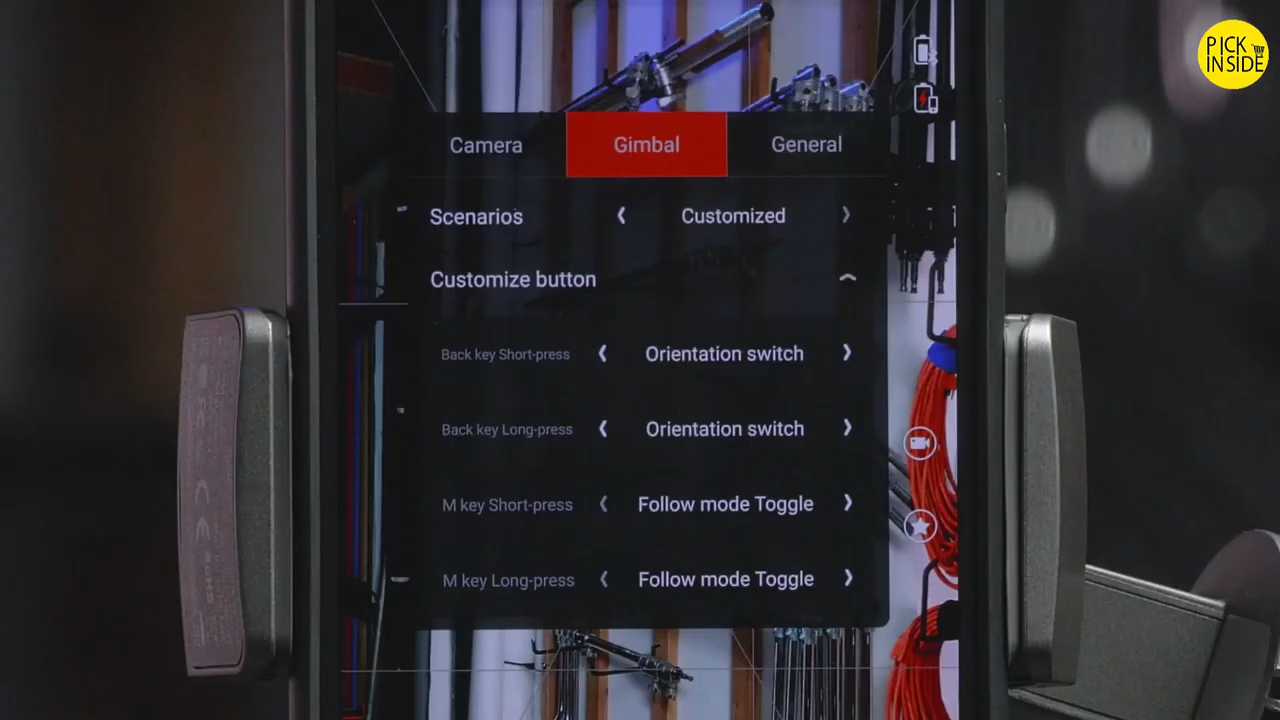 PICK
INSIDE
Camera Gimbal General
Scenarios Customized
Customize button
Back key Short-press Orientation switch
Back key Long-press Orientation switch
M key Short-press Follow mode Toggle
M key Long-press Follow mode Toggle